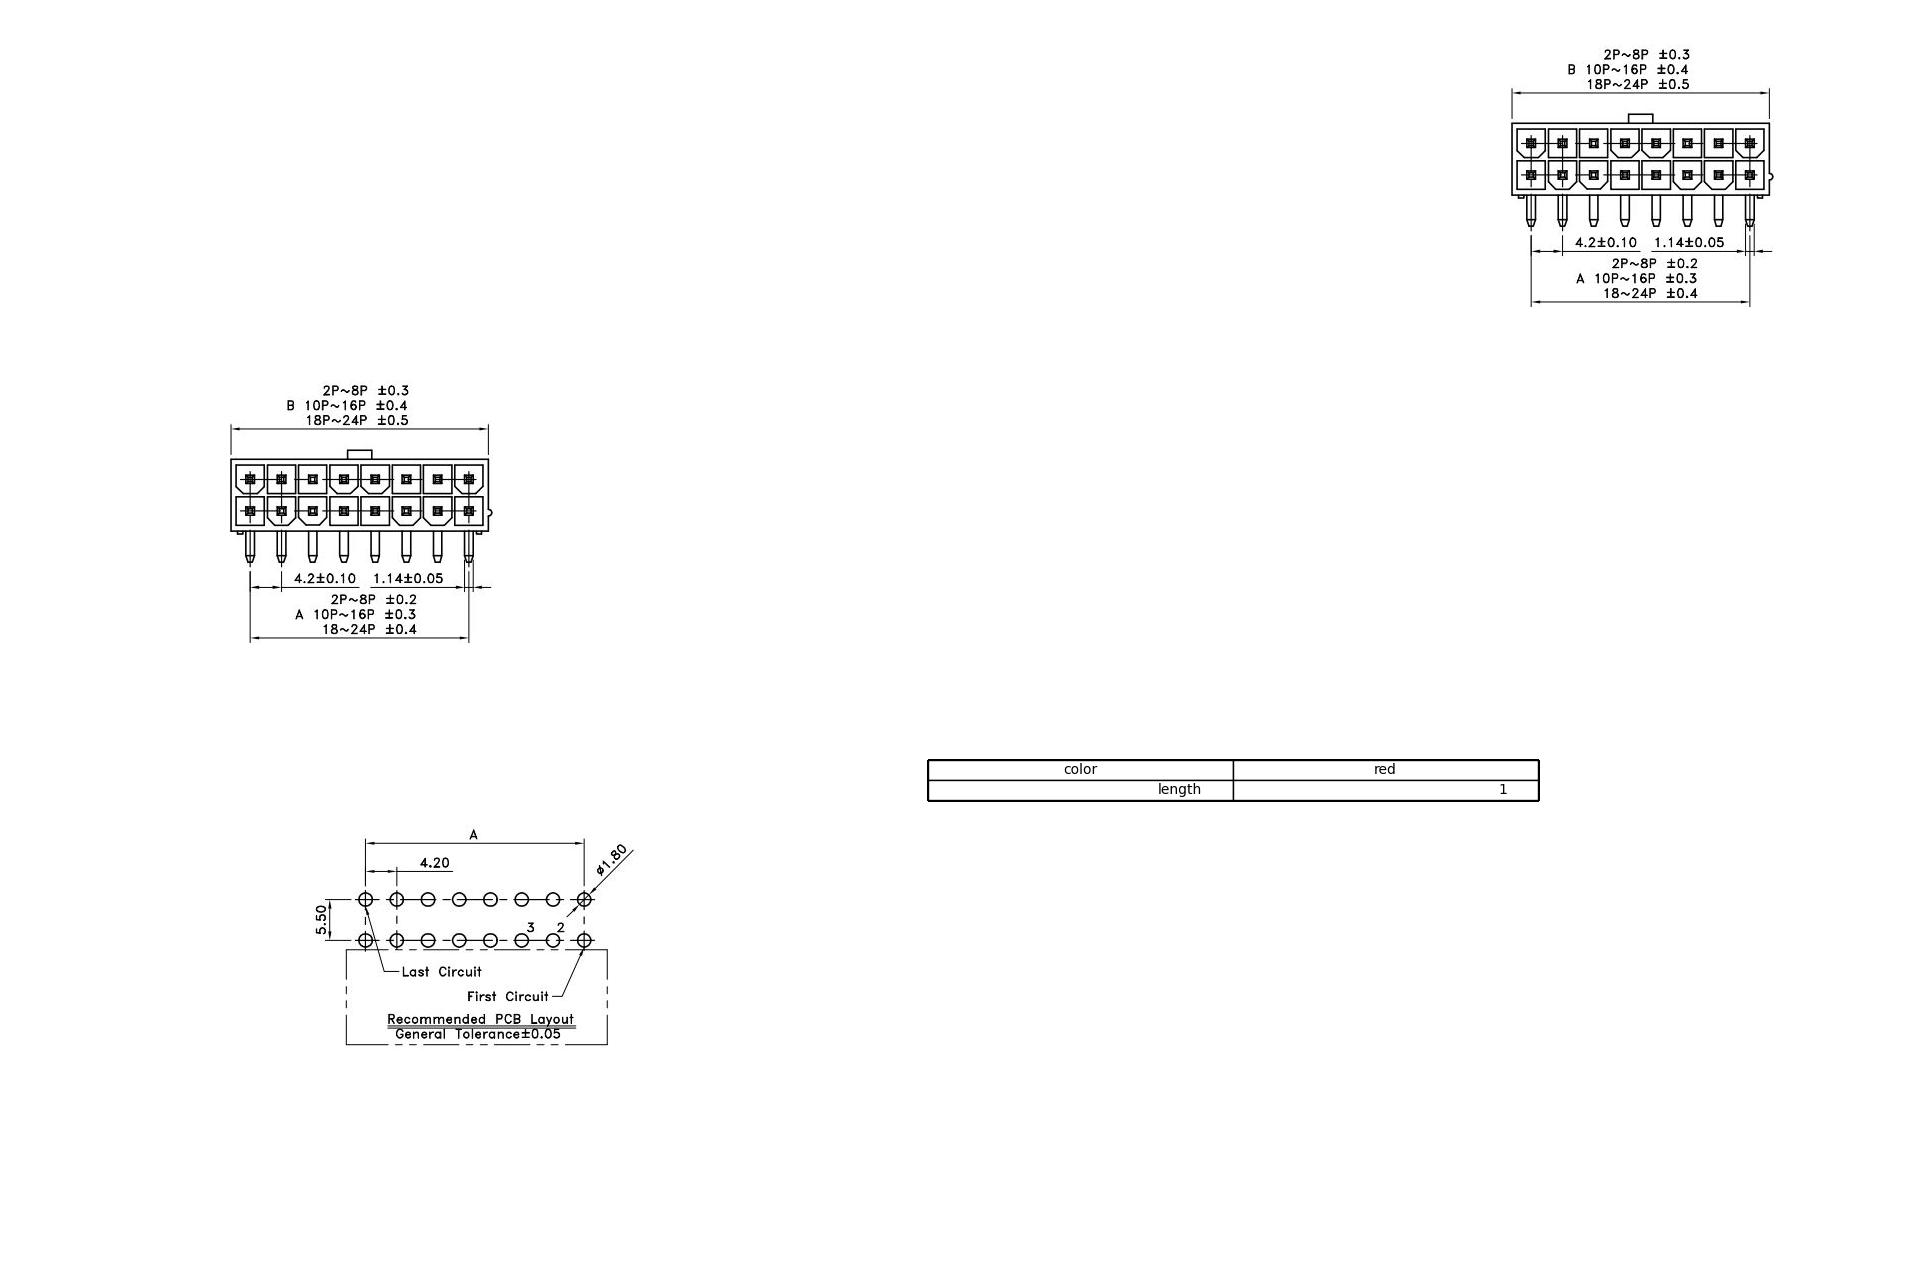 2P~8P ±0.3
B 10P~16P ±0.4
18P~24P ±0.5
4.2±0.10 1.14±0.05
2P~8P ±0.2
A 10P~16P ±0.3
18~24P ±0.4
2P~8P ±0.3
B 10P~16P ±0.4
18P~24P ±0.5
4.2±0.10 1.14±0.05
2P~8P ±0.2
A 10P~16P ±0.3
18~24P ±0.4
color red
length 1
A
4.20
ø1.80
5.50
3 2
Last Circuit
First Circuit
Recommended PCB Layout
General Tolerance±0.05